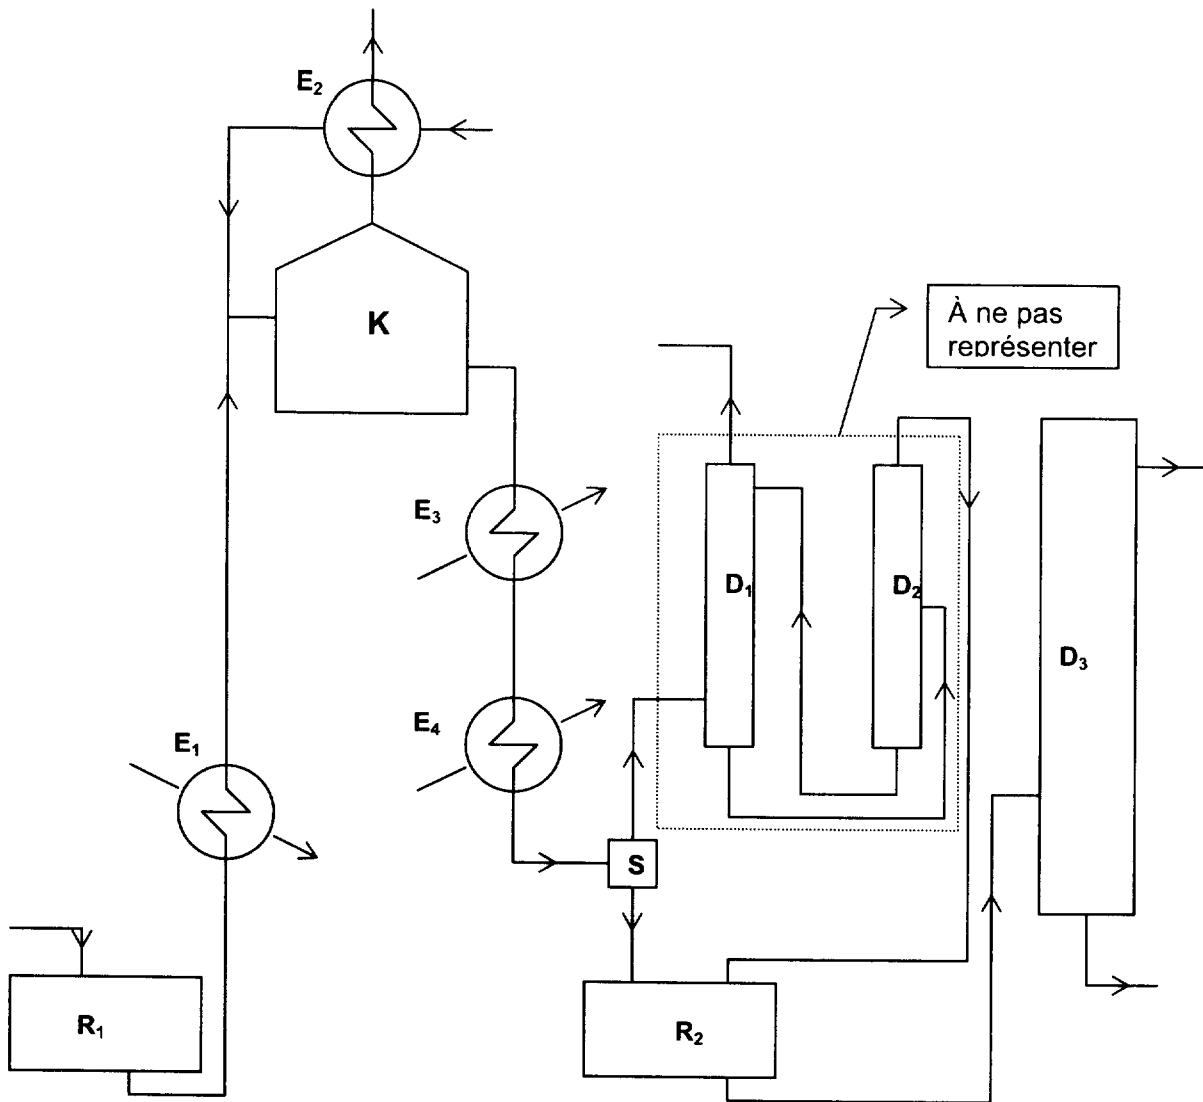 E₂
K
À ne pas
représenter
E₃
D₁
D₂
D₃
E₄
E₁
S
R₁
R₂